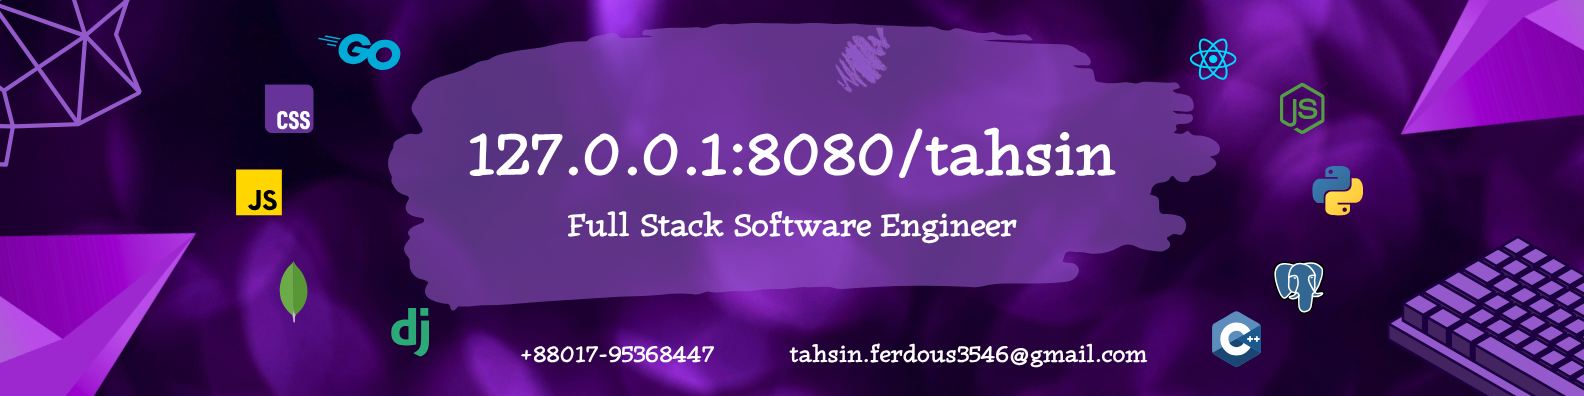 GO
CSS
JS
dj
127.0.0.1:8080/tahsin
Full Stack Software Engineer
+88017-95368447
tahsin.ferdous3546@gmail.com
JS
C++